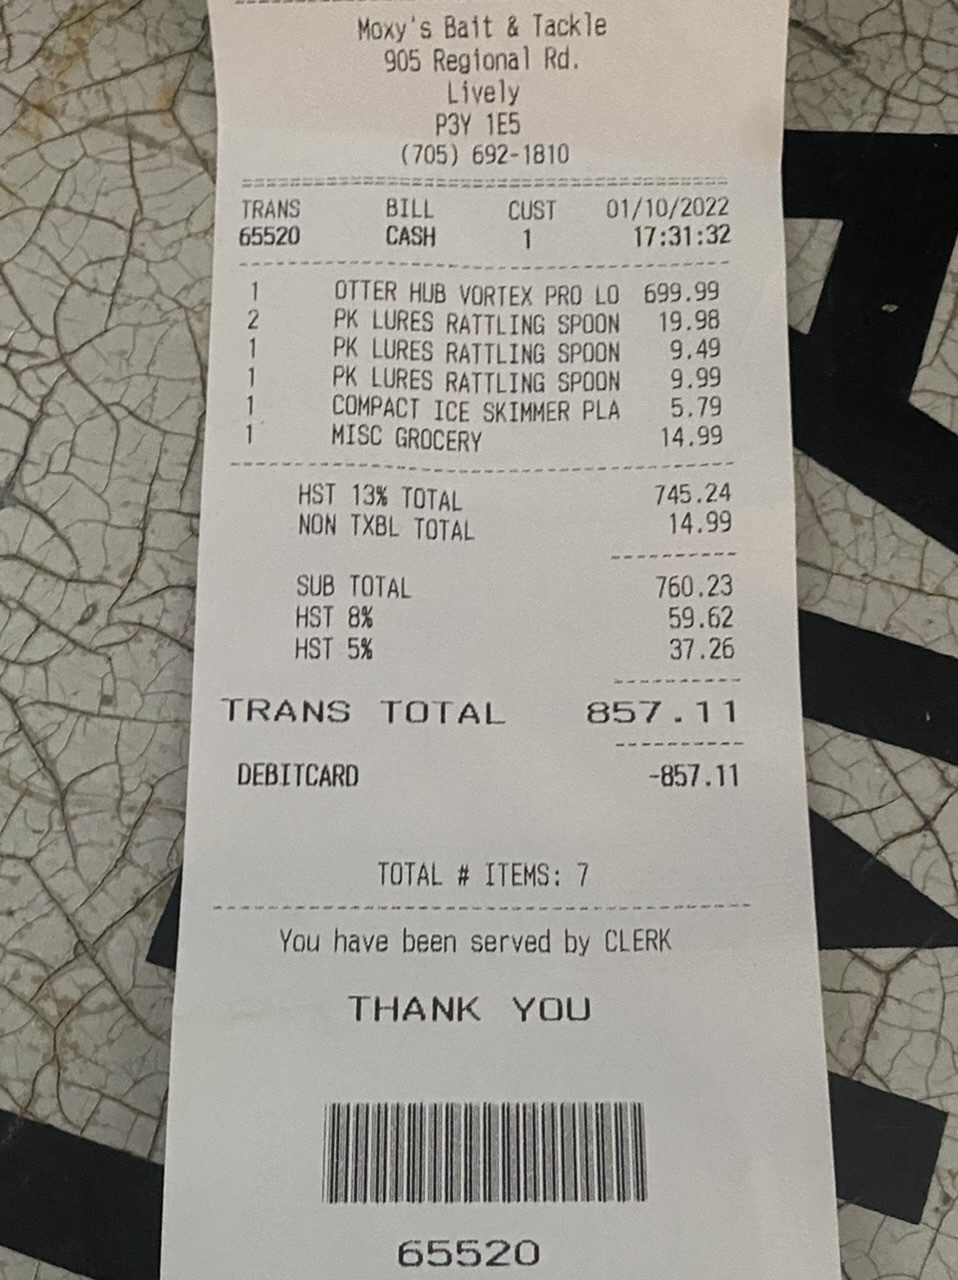 Moxy's Bait & Tackle
905 Regional Rd.
Lively
P3Y 1E5
(705) 692-1810
TRANS BILL CUST 01/10/2022
65520 CASH 1 17:31:32
1 OTTER HUB VORTEX PRO LO 699.99
2 PK LURES RATTLING SPOON 19.98
1 PK LURES RATTLING SPOON 9.49
1 PK LURES RATTLING SPOON 9.99
1 COMPACT ICE SKIMMER PLA 5.79
1 MISC GROCERY 14.99
HST 13% TOTAL 745.24
NON TXBL TOTAL 14.99
SUB TOTAL 760.23
HST 8% 59.62
HST 5% 37.26
TRANS TOTAL 857.11
DEBITCARD -857.11
TOTAL # ITEMS: 7
You have been served by CLERK
THANK YOU
65520